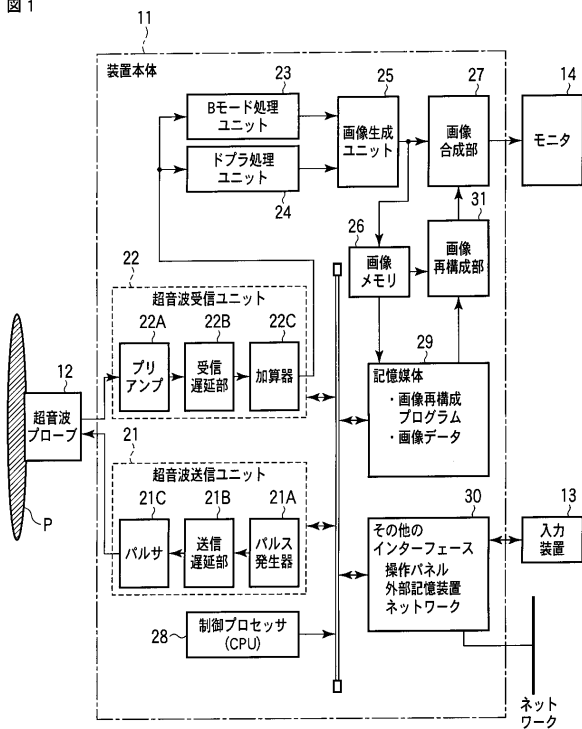 図1
11
装置本体
23
Bモード処理
ユニット
ドプラ処理
ユニット
24
25
画像生成
ユニット
27
画像
合成部
14
モニタ
26
画像
メモリ
31
画像
再構成部
22
超音波受信ユニット
22A
プリ
アンプ
22B
受信
遅延部
22C
加算器
29
記憶媒体
・画像再構成
プログラム
・画像データ
12
超音波
プローブ
P
21
超音波送信ユニット
21C
パルサ
21B
送信
遅延部
21A
パルス
発生器
30
その他の
インターフェース
操作パネル
外部記憶装置
ネットワーク
13
入力
装置
28
制御プロセッサ
(CPU)
ネット
ワーク